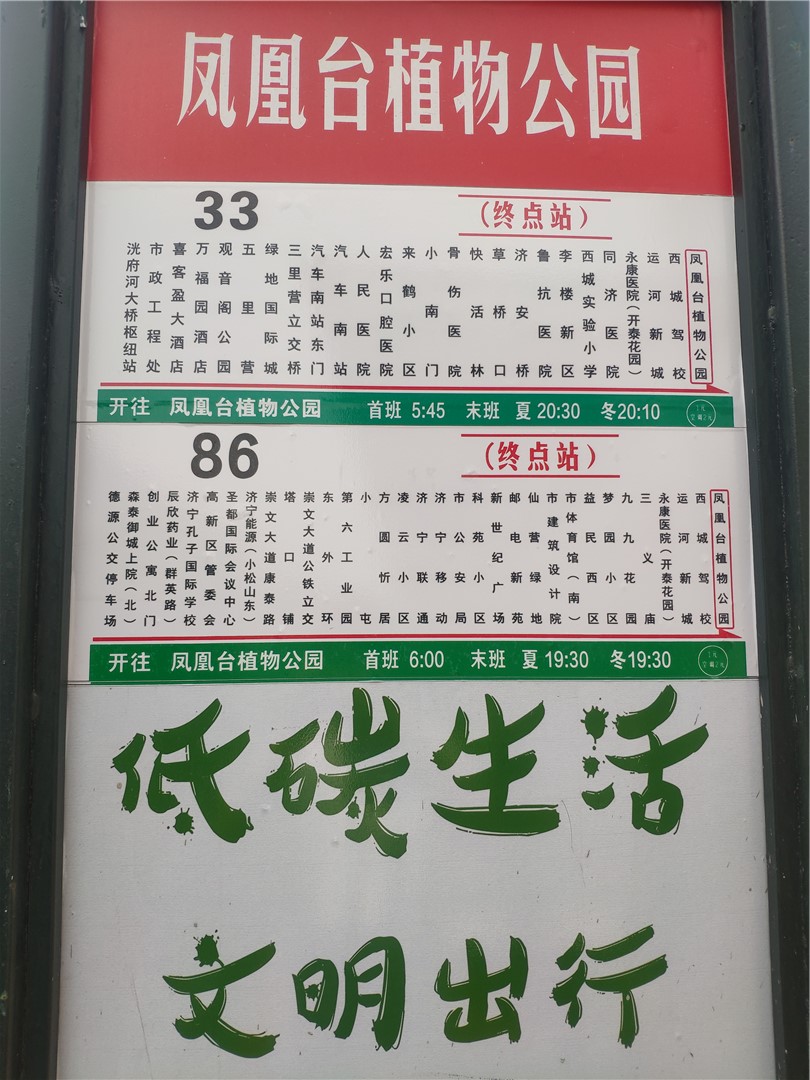 凤凰台植物公园
33
(终点站)
洸府河大桥枢纽站
市政工程处
喜客盈大酒店
万福园酒店
观音阁公园
五里营
绿地国际城
三里营立交桥
汽车南站东门
汽车南站
人民医院
宏乐口腔医院
来鹤小区
小南门
骨伤医院
快活林
草桥口
济安桥
鲁抗医院
李楼新区
西城实验小学
同济医院
永康医院(开泰花园)
运河新城
西城驾校
凤凰台植物公园
开往 凤凰台植物公园 首班 5:45 末班 夏 20:30 冬20:10
86
(终点站)
德源公交停车场
森泰御城上院(北)
创业公寓北门
辰欣药业(群英路)
济宁孔子国际学校
高新区管委会
圣都国际会议中心
济宁能源(小松山东)
崇文大道康泰路
塔口铺
崇文大道公铁立交
东外环
第六工业园
小屯
方圆忻居
凌云小区
济宁联通
济宁移动
市公安局
科苑小区
新世纪广场
邮电新苑
仙营绿地
市建筑设计院
市体育馆(南)
益民西区
梦园小区
九九花园
三义庙
永康医院(开泰花园)
运河新城
西城驾校
凤凰台植物公园
开往 凤凰台植物公园 首班 6:00 末班 夏 19:30 冬19:30
低碳生活
文明出行